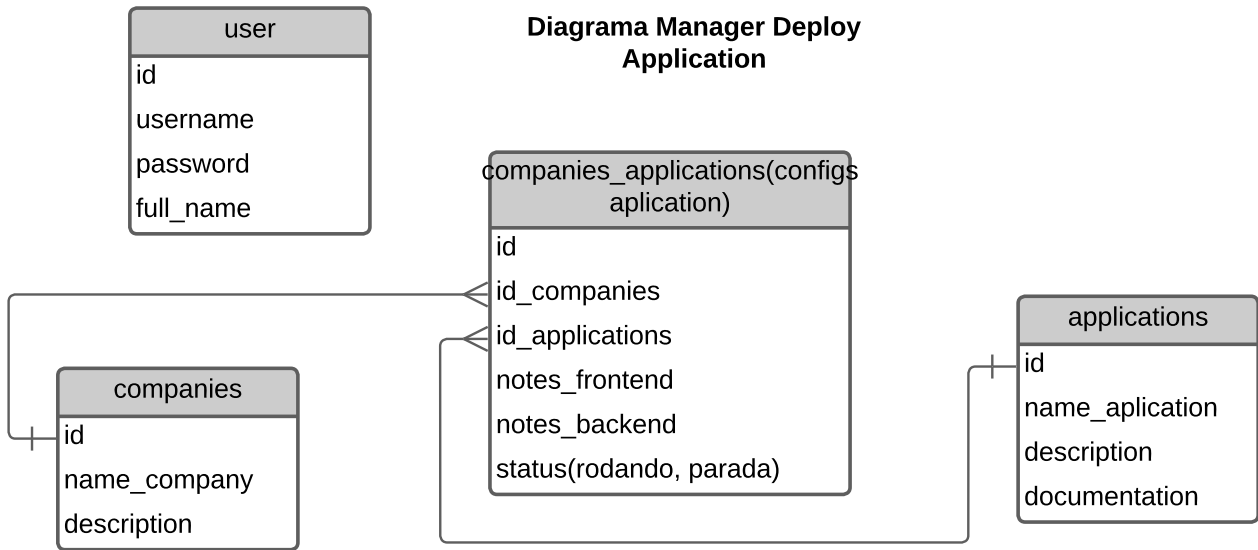 Diagrama Manager Deploy
Application
user
id
username
password
full_name
companies_applications(configs
aplication)
id
id_companies
id_applications
notes_frontend
notes_backend
status(rodando, parada)
companies
id
name_company
description
applications
id
name_aplication
description
documentation